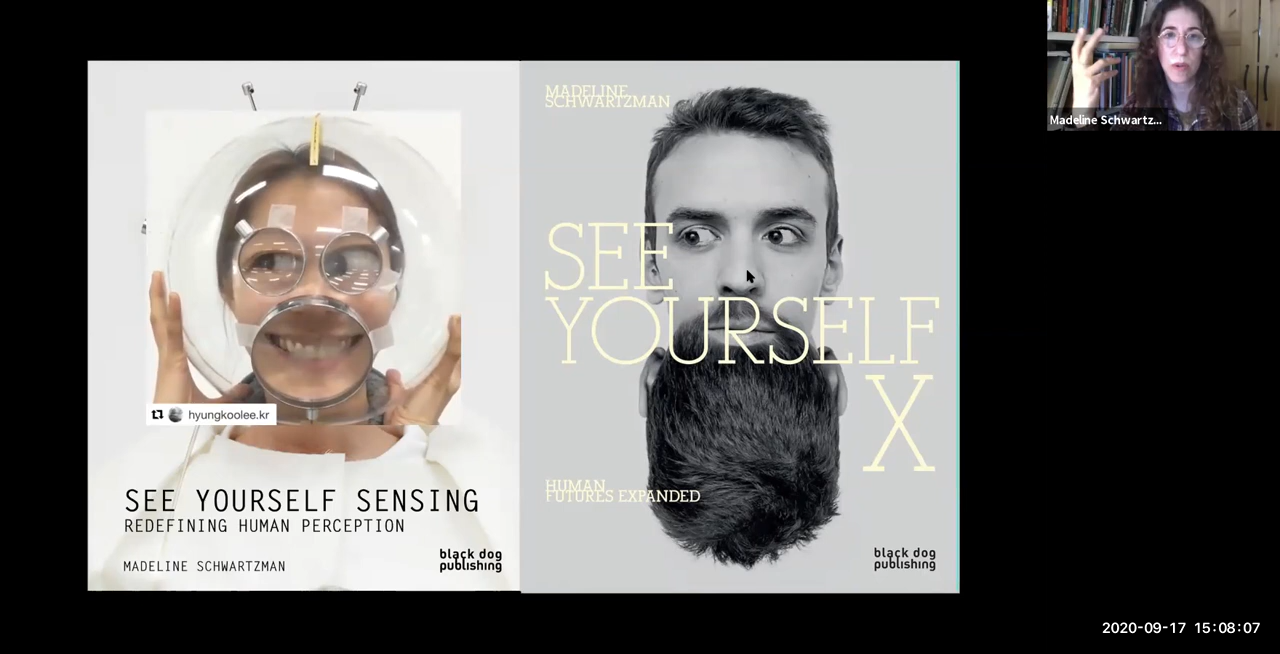 hyungkoolee.kr
SEE YOURSELF SENSING
REDEFINING HUMAN PERCEPTION
MADELINE SCHWARTZMAN
black dog
publishing
MADELINE
SCHWARTZMAN
SEE
YOURSELF
X
HUMAN
FUTURES EXPANDED
black dog
publishing
Madeline Schwartz...
2020-09-17 15:08:07